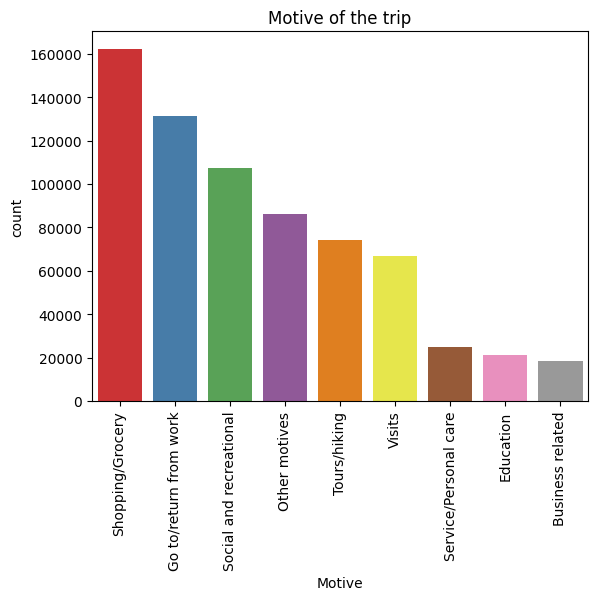 Motive of the trip
count
160000
140000
120000
100000
80000
60000
40000
20000
0
Shopping/Grocery
Go to/return from work
Social and recreational
Other motives
Tours/hiking
Visits
Service/Personal care
Education
Business related
Motive